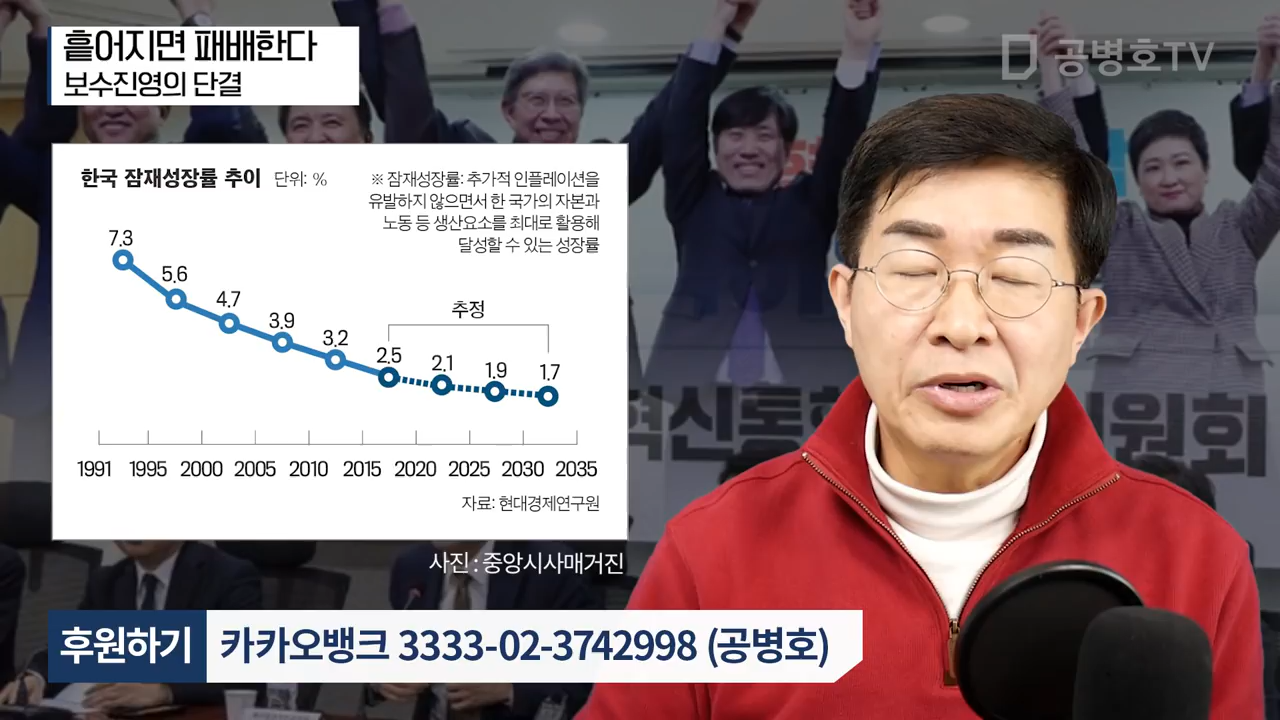 흩어지면 패배한다
보수진영의 단결
공병호TV
한국 잠재성장률 추이 단위: %
※ 잠재성장률: 추가적 인플레이션을
유발하지 않으면서 한 국가의 자본과
노동 등 생산요소를 최대로 활용해
달성할 수 있는 성장률
7.3
5.6
4.7
3.9
3.2
2.5
2.1
1.9
1.7
추정
1991 1995 2000 2005 2010 2015 2020 2025 2030 2035
자료: 현대경제연구원
사진 : 중앙시사매거진
혁신통합 위원회
후원하기 카카오뱅크 3333-02-3742998 (공병호)